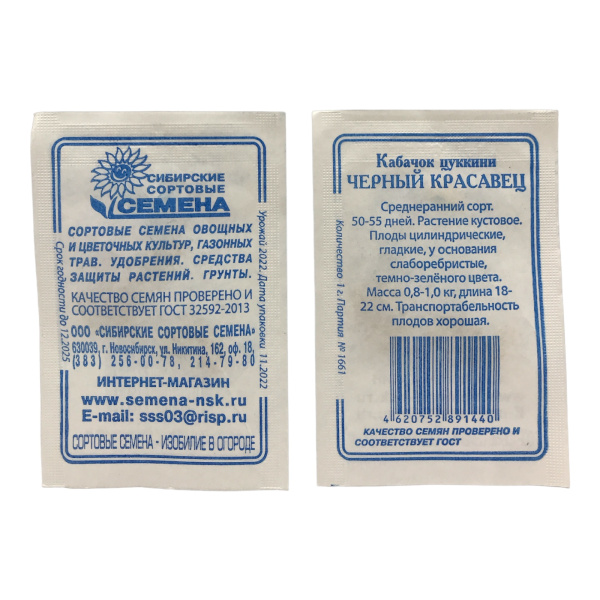 СИБИРСКИЕ
СОРТОВЫЕ
СЕМЕНА
СОРТОВЫЕ СЕМЕНА ОВОЩНЫХ
И ЦВЕТОЧНЫХ КУЛЬТУР, ГАЗОННЫХ
ТРАВ. УДОБРЕНИЯ. СРЕДСТВА
ЗАЩИТЫ РАСТЕНИЙ. ГРУНТЫ.
КАЧЕСТВО СЕМЯН ПРОВЕРЕНО И
СООТВЕТСТВУЕТ ГОСТ 32592-2013
ООО «СИБИРСКИЕ СОРТОВЫЕ СЕМЕНА»
630039, г. Новосибирск, ул. Никитина, 162, оф. 18,
(383) 256-00-78, 214-79-80
ИНТЕРНЕТ-МАГАЗИН
www.semena-nsk.ru
E-mail: sss03@risp.ru
СОРТОВЫЕ СЕМЕНА - ИЗОБИЛИЕ В ОГОРОДЕ
Срок годности до 12.2025
Урожай 2022. Дата упаковки 11.2022
Кабачок цуккини
ЧЕРНЫЙ КРАСАВЕЦ
Среднеранний сорт.
50-55 дней. Растение кустовое.
Плоды цилиндрические,
гладкие, у основания
слаборебристые,
темно-зелёного цвета.
Масса 0,8-1,0 кг, длина 18-
22 см. Транспортабельность
плодов хорошая.
4 620752 891440
КАЧЕСТВО СЕМЯН ПРОВЕРЕНО И
СООТВЕТСТВУЕТ ГОСТ
Количество 1 г. Партия № 1661